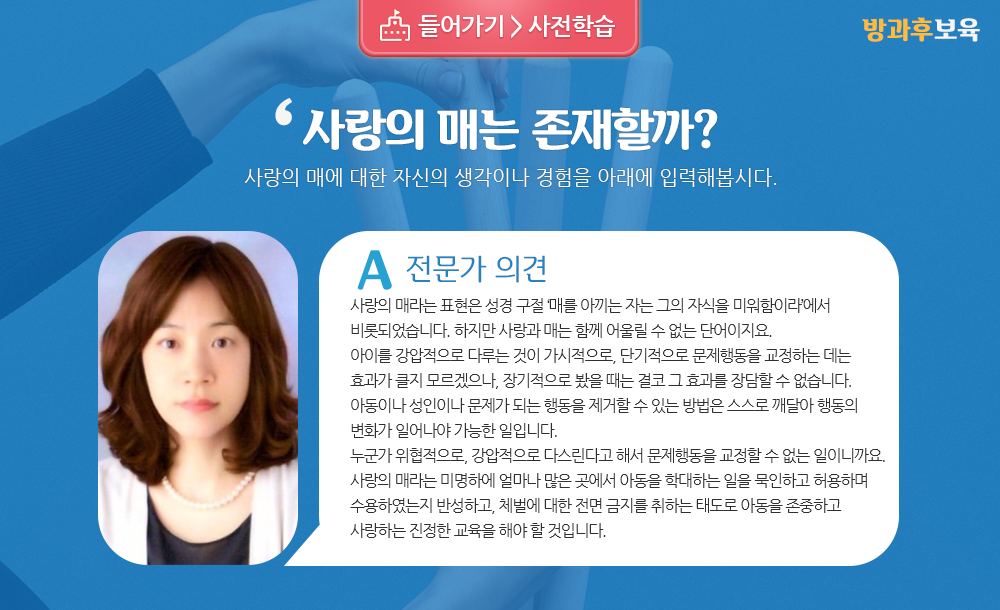 들어가기 > 사전학습
방과후보육
‘사랑의 매는 존재할까?
사랑의 매에 대한 자신의 생각이나 경험을 아래에 입력해봅시다.
A 전문가 의견
사랑의 매라는 표현은 성경 구절 '매를 아끼는 자는 그의 자식을 미워함이라'에서
비롯되었습니다. 하지만 사랑과 매는 함께 어울릴 수 없는 단어이지요.
아이를 강압적으로 다루는 것이 가시적으로, 단기적으로 문제행동을 교정하는 데는
효과가 클지 모르겠으나, 장기적으로 봤을 때는 결코 그 효과를 장담할 수 없습니다.
아동이나 성인이나 문제가 되는 행동을 제거할 수 있는 방법은 스스로 깨달아 행동의
변화가 일어나야 가능한 일입니다.
누군가 위협적으로, 강압적으로 다스린다고 해서 문제행동을 교정할 수 없는 일이니까요.
사랑의 매라는 미명하에 얼마나 많은 곳에서 아동을 학대하는 일을 묵인하고 허용하며
수용하였는지 반성하고, 체벌에 대한 전면 금지를 취하는 태도로 아동을 존중하고
사랑하는 진정한 교육을 해야 할 것입니다.